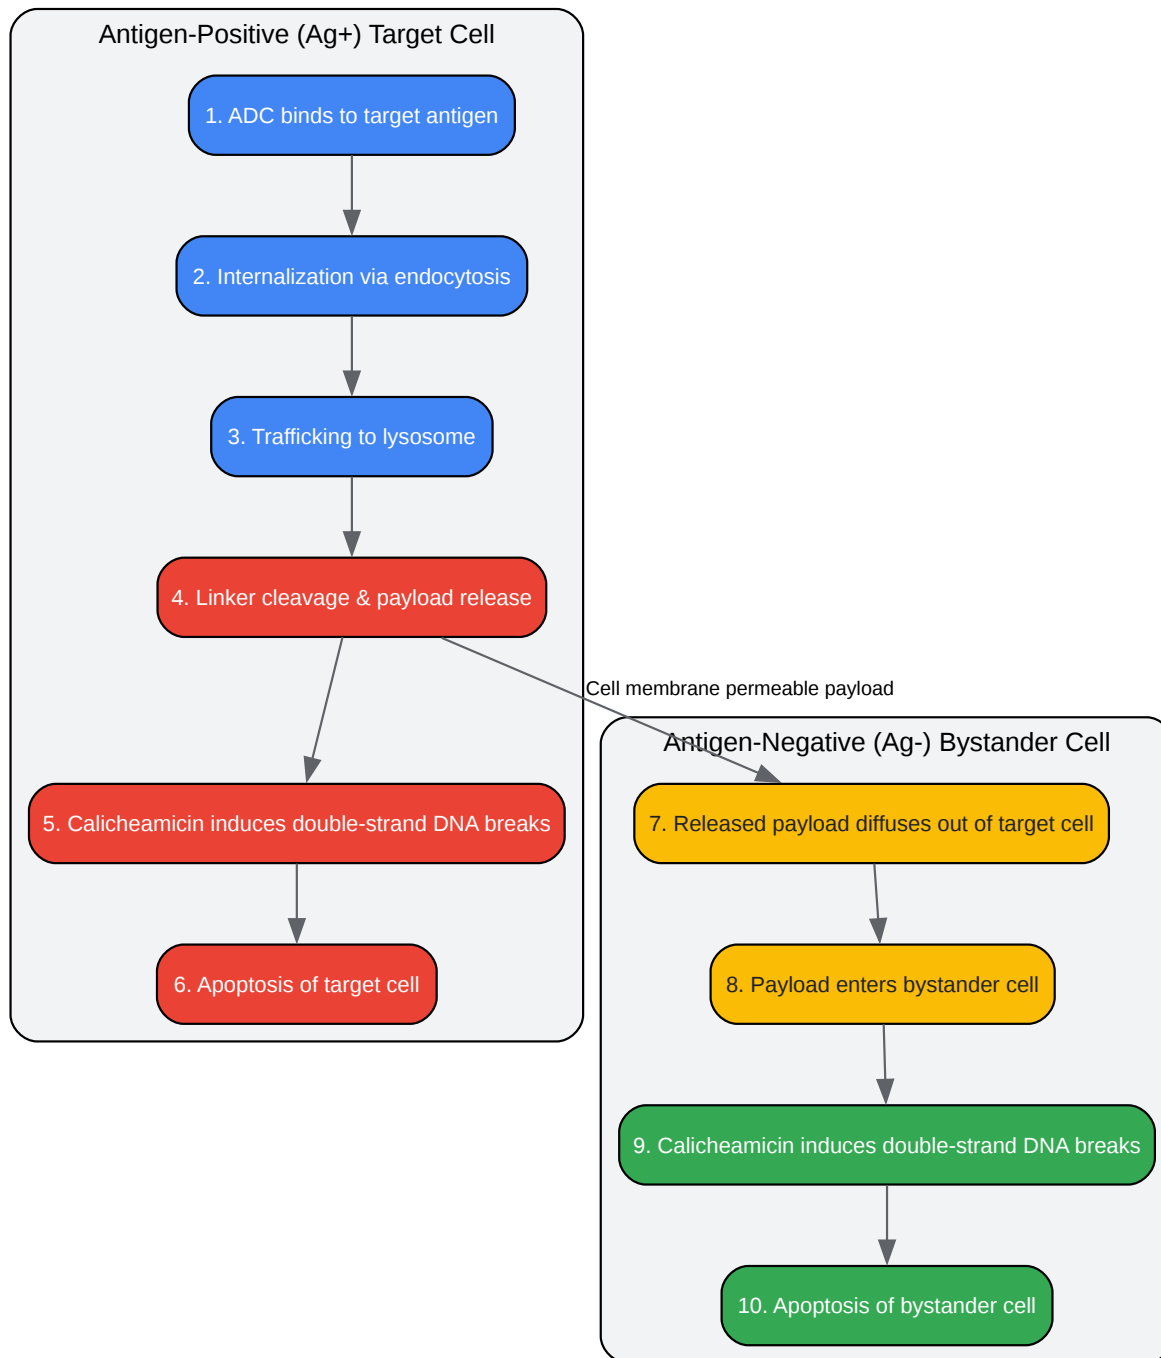 Antigen-Positive (Ag+) Target Cell
1. ADC binds to target antigen
2. Internalization via endocytosis
3. Trafficking to lysosome
4. Linker cleavage & payload release
Cell membrane permeable payload
5. Calicheamicin induces double-strand DNA breaks
6. Apoptosis of target cell
Antigen-Negative (Ag-) Bystander Cell
7. Released payload diffuses out of target cell
8. Payload enters bystander cell
9. Calicheamicin induces double-strand DNA breaks
10. Apoptosis of bystander cell